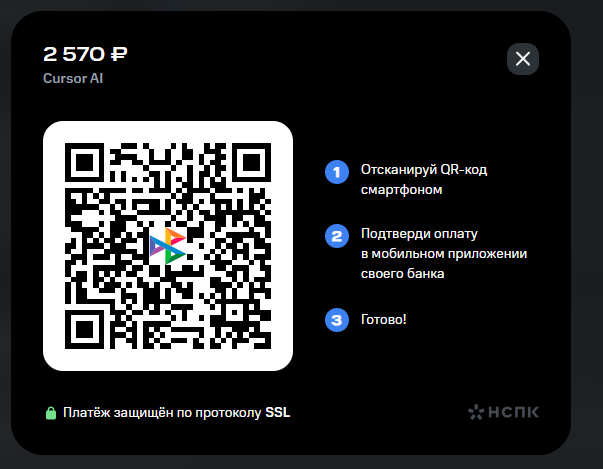 2 570 ₽
Cursor AI
1 Отсканируй QR-код
смартфоном
2 Подтверди оплату
в мобильном приложении
своего банка
3 Готово!
Платёж защищён по протоколу SSL
НСПК